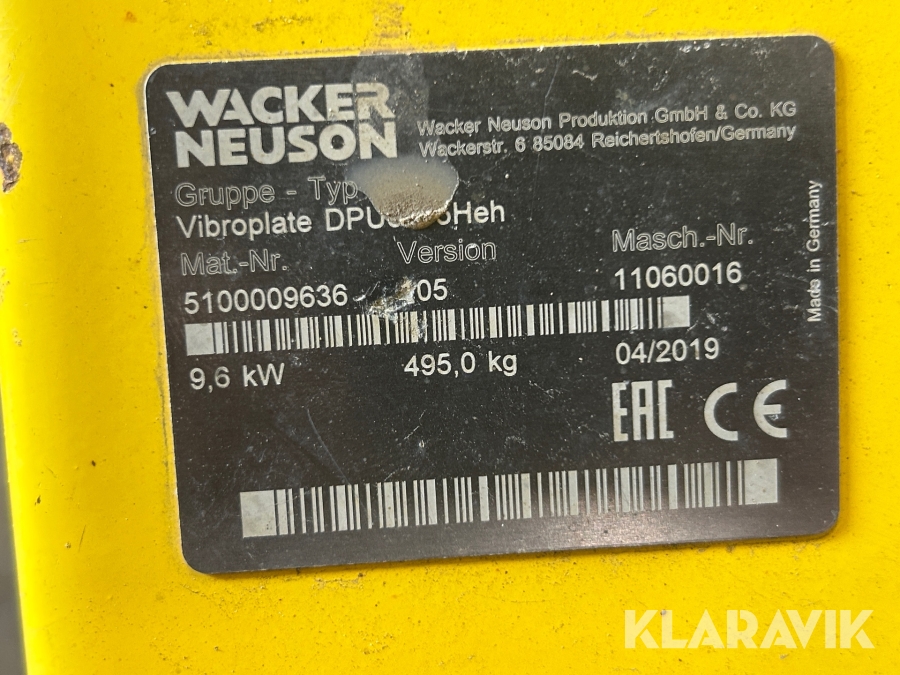 WACKER
NEUSON
Wacker Neuson Produktion GmbH & Co. KG
Wackerstr. 6 85084 Reichertshofen/Germany
Gruppe - Typ
Vibroplate
Mat.-Nr. Version Masch.-Nr.
5100009636 05 11060016
9,6 kW 495,0 kg 04/2019
EAC CE
Made in Germany
KLARAVIK